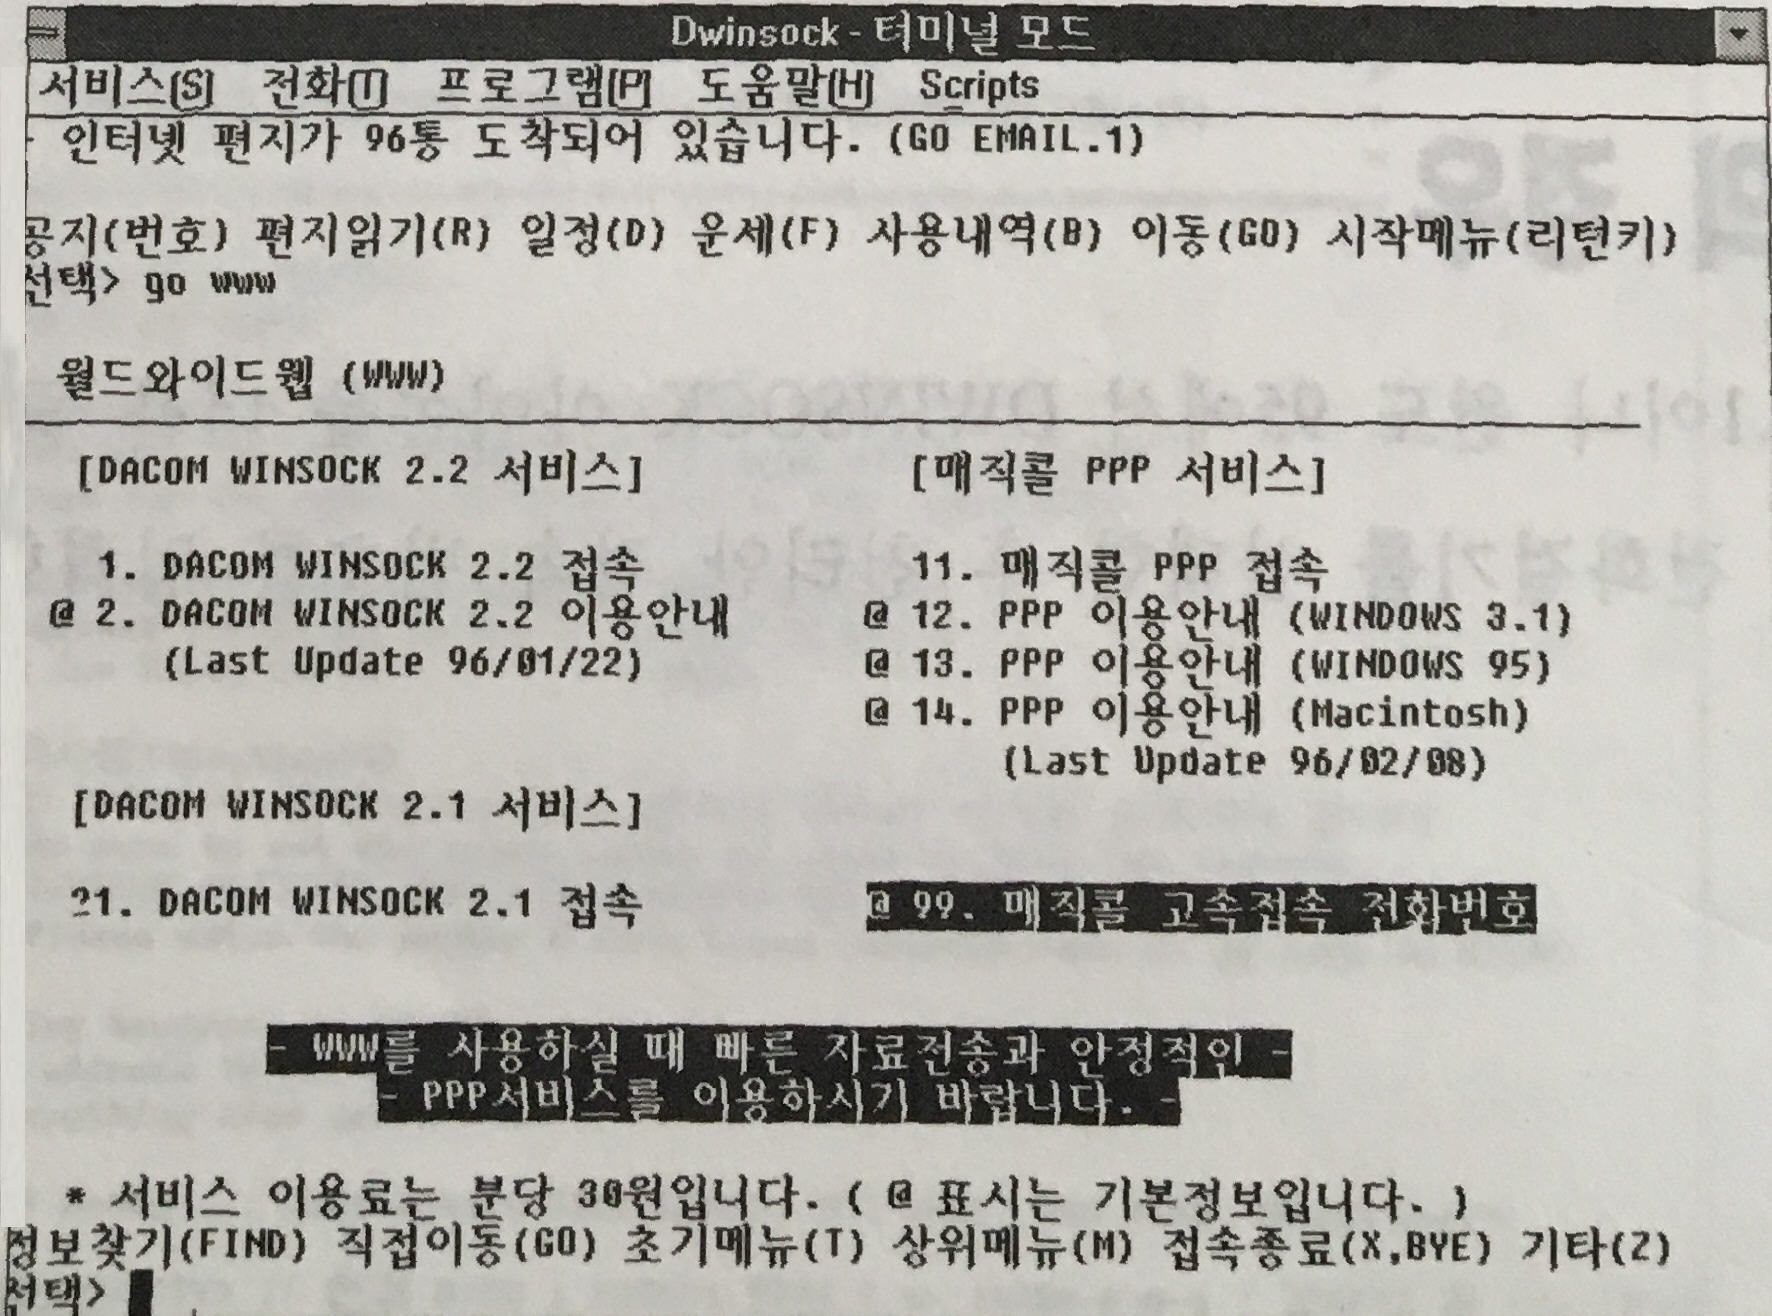 Dwinsock - 터미널 모드
서비스(S) 전화(T) 프로그램(P) 도움말(H) Scripts
- 인터넷 편지가 96통 도착되어 있습니다. (GO EMAIL.1)
공지(번호) 편지읽기(R) 일정(D) 운세(F) 사용내역(B) 이동(GO) 시작메뉴(리턴키)
선택> go www
월드와이드웹 (WWW)
[DACOM WINSOCK 2.2 서비스] [매직콜 PPP 서비스]
1. DACOM WINSOCK 2.2 접속 11. 매직콜 PPP 접속
@ 2. DACOM WINSOCK 2.2 이용안내 @ 12. PPP 이용안내 (WINDOWS 3.1)
(Last Update 96/01/22) @ 13. PPP 이용안내 (WINDOWS 95)
@ 14. PPP 이용안내 (Macintosh)
(Last Update 96/02/08)
[DACOM WINSOCK 2.1 서비스]
21. DACOM WINSOCK 2.1 접속 @ 99. 매직콜 고속접속 전화번호
- WWW를 사용하실 때 빠른 자료전송과 안정적인 -
- PPP서비스를 이용하시기 바랍니다. -
* 서비스 이용료는 분당 30원입니다. ( @ 표시는 기본정보입니다. )
정보찾기(FIND) 직접이동(GO) 초기메뉴(T) 상위메뉴(M) 접속종료(X,BYE) 기타(Z)
선택>